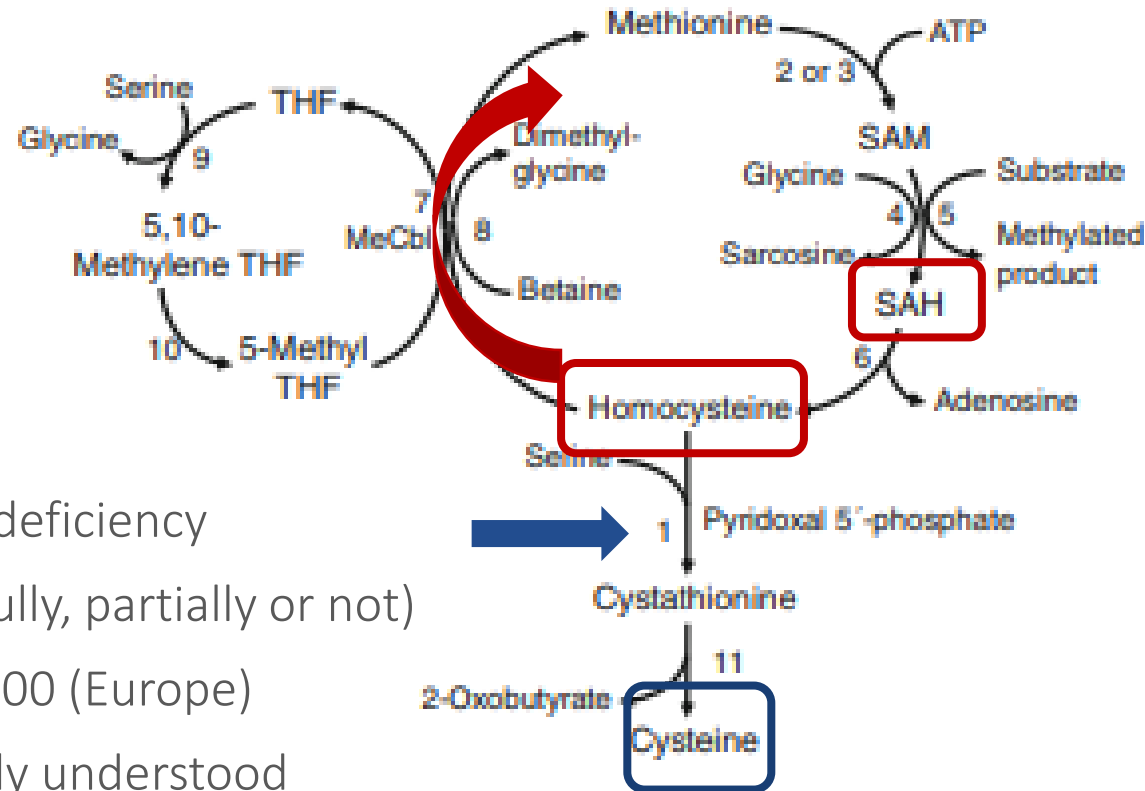 Methionine
ATP
2 or 3
Serine
THF
Glycine
9
Dimethyl-
glycine
SAM
Glycine
Substrate
7
4
5
5,10-
Methylene THF
MeCbl
8
Sarcosine
Methylated
product
Betaine
SAH
10
5-Methyl
THF
6
Homocysteine
Adenosine
Serine
deficiency
1
Pyridoxal 5´-phosphate
ully, partially or not)
Cystathionine
00 (Europe)
11
2-Oxobutyrate
ly understood
Cysteine